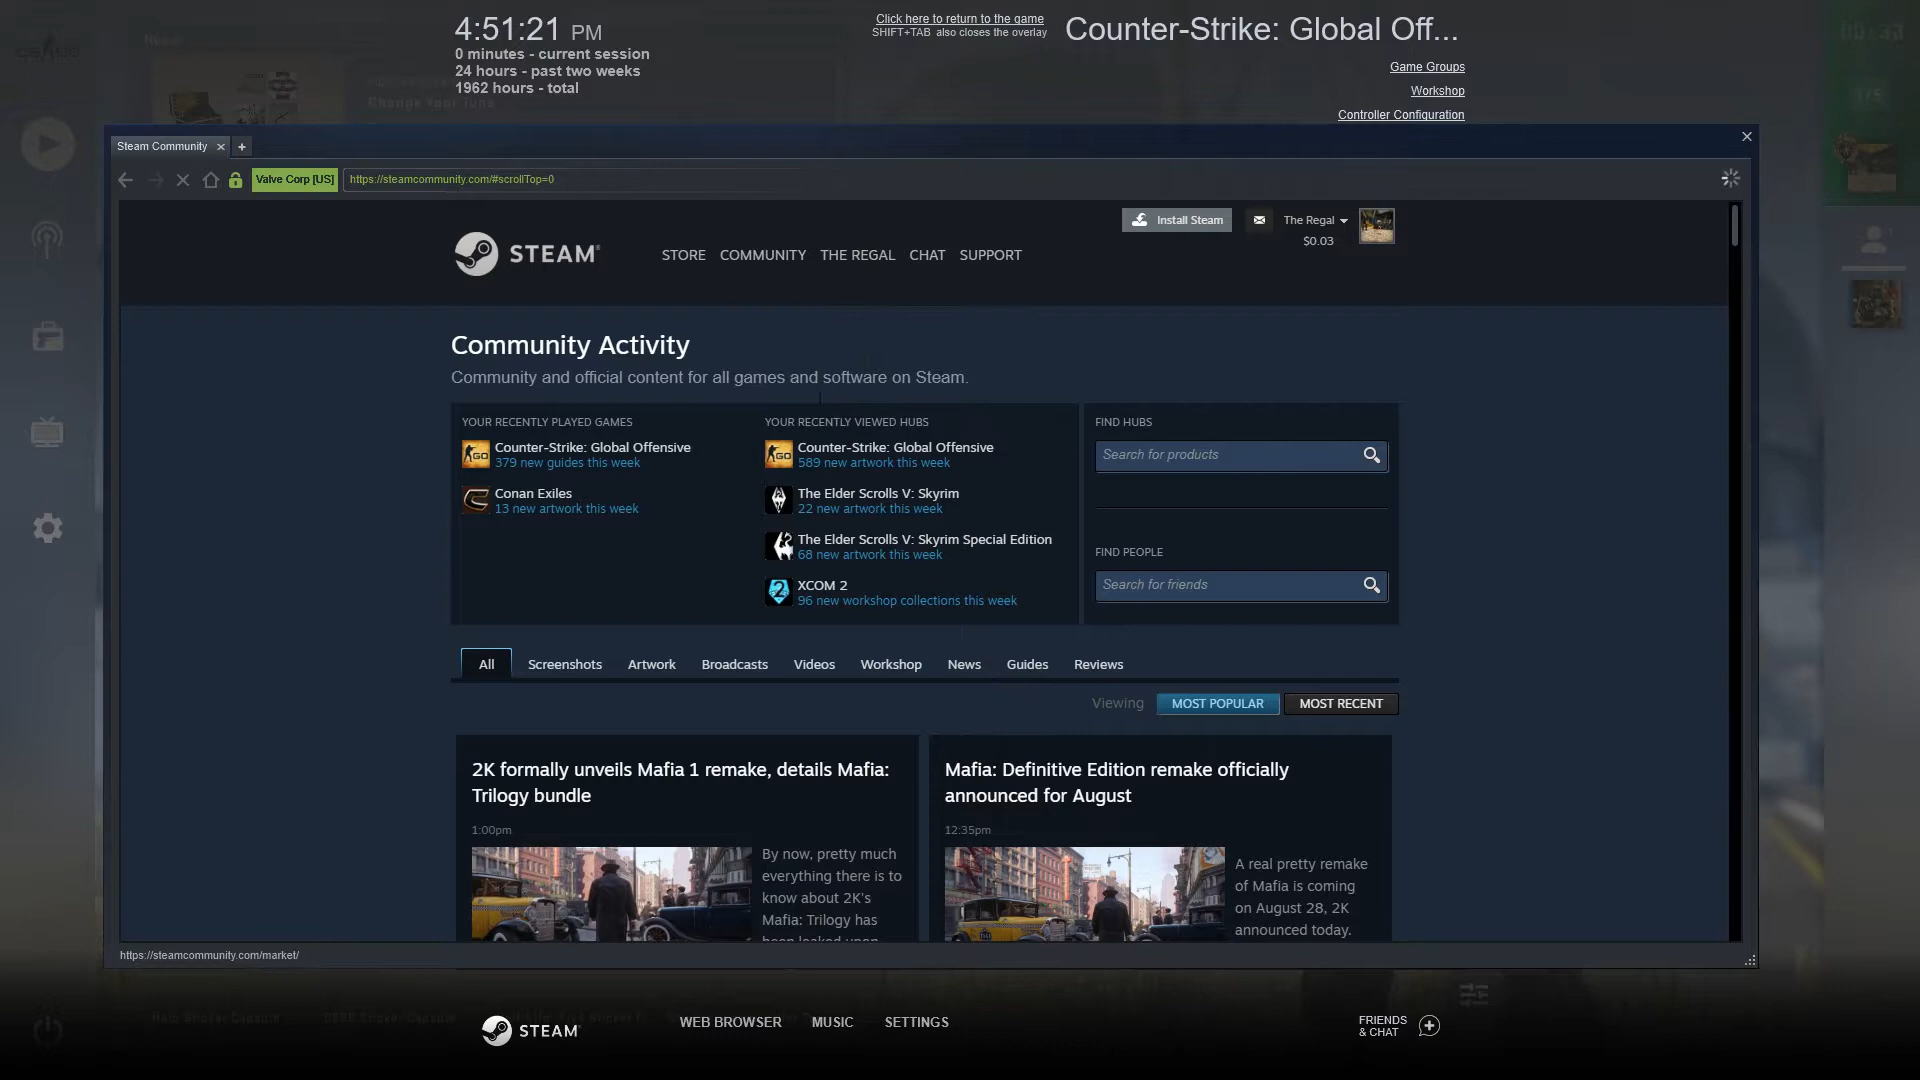 4:51:21 PM
0 minutes - current session
24 hours - past two weeks
1962 hours - total
Click here to return to the game
SHIFT+TAB also closes the overlay
Counter-Strike: Global Off...
Game Groups
Workshop
Controller Configuration
Steam Community
Valve Corp [US]
https://steamcommunity.com/#scrollTop=0
Install Steam
The Regal
$0.03
STEAM
STORE
COMMUNITY
THE REGAL
CHAT
SUPPORT
Community Activity
Community and official content for all games and software on Steam.
YOUR RECENTLY PLAYED GAMES
Counter-Strike: Global Offensive
379 new guides this week
Conan Exiles
13 new artwork this week
YOUR RECENTLY VIEWED HUBS
Counter-Strike: Global Offensive
589 new artwork this week
The Elder Scrolls V: Skyrim
22 new artwork this week
The Elder Scrolls V: Skyrim Special Edition
68 new artwork this week
XCOM 2
96 new workshop collections this week
FIND HUBS
Search for products
FIND PEOPLE
Search for friends
All
Screenshots
Artwork
Broadcasts
Videos
Workshop
News
Guides
Reviews
Viewing
MOST POPULAR
MOST RECENT
2K formally unveils Mafia 1 remake, details Mafia:
Trilogy bundle
1:00pm
By now, pretty much
everything there is to
know about 2K's
Mafia: Trilogy has
been leaked upon
Mafia: Definitive Edition remake officially
announced for August
12:35pm
A real pretty remake
of Mafia is coming
on August 28, 2K
announced today.
https://steamcommunity.com/market/
STEAM
WEB BROWSER
MUSIC
SETTINGS
FRIENDS
& CHAT